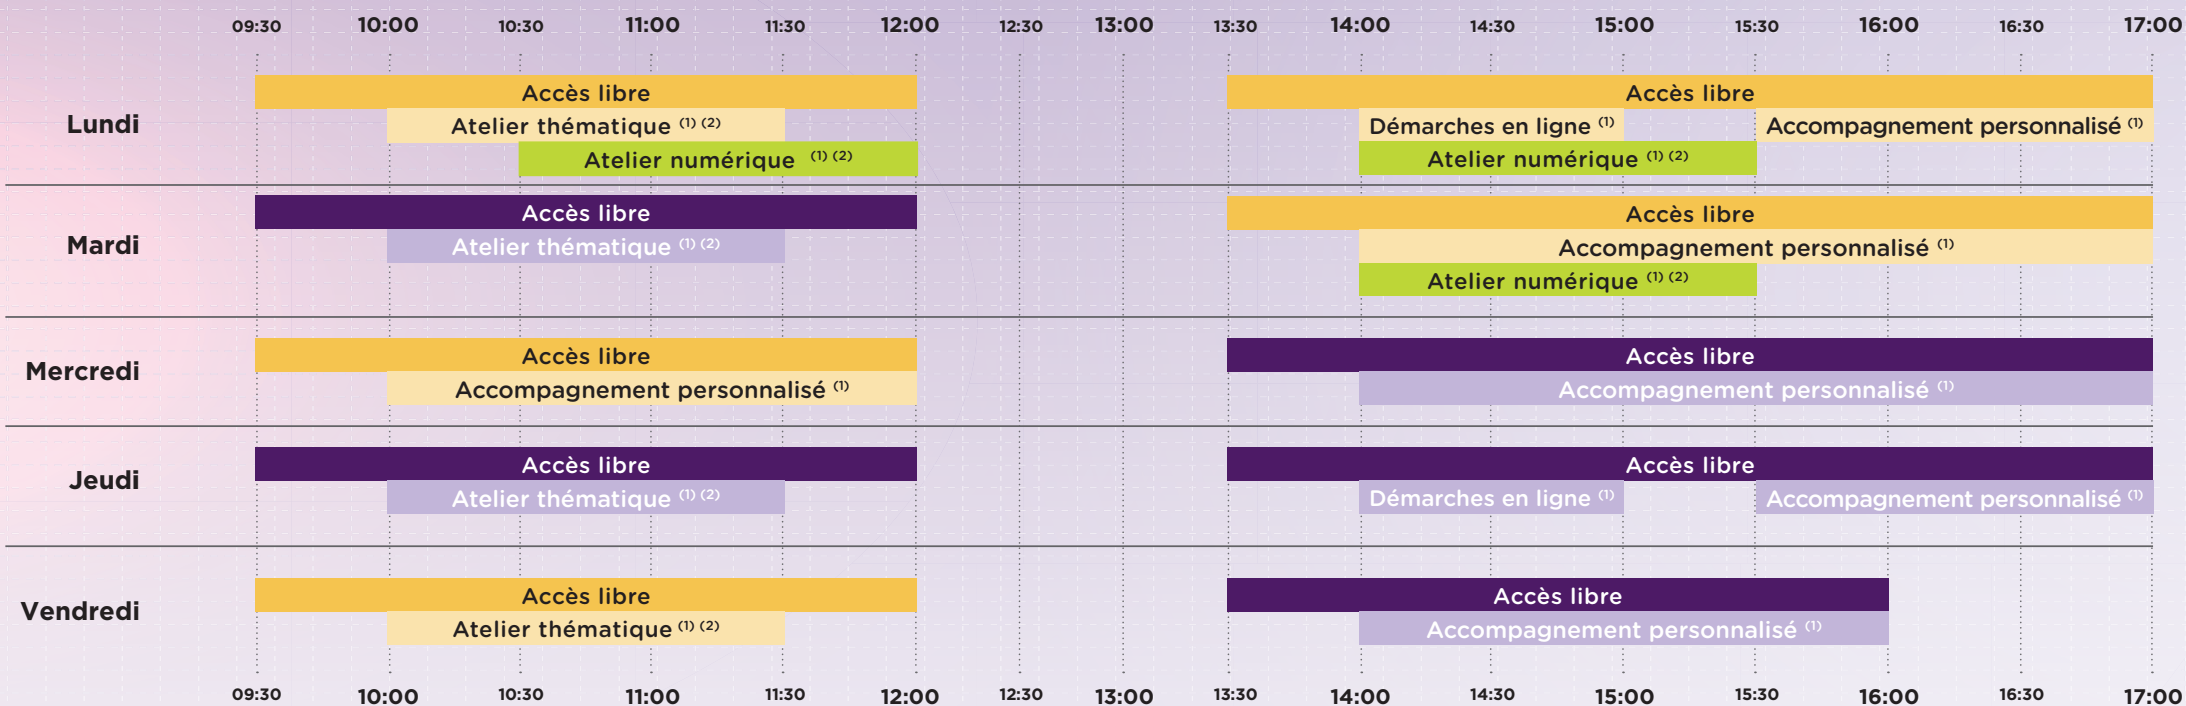 09:30 10:00 10:30 11:00 11:30 12:00 12:30 13:00 13:30 14:00 14:30 15:00 15:30 16:00 16:30 17:00
Lundi
Accès libre
Atelier thématique (1) (2)
Atelier numérique (1) (2)
Accès libre
Démarches en ligne (1)
Accompagnement personnalisé (1)
Atelier numérique (1) (2)
Mardi
Accès libre
Atelier thématique (1) (2)
Accès libre
Accompagnement personnalisé (1)
Atelier numérique (1) (2)
Mercredi
Accès libre
Accompagnement personnalisé (1)
Accès libre
Accompagnement personnalisé (1)
Jeudi
Accès libre
Atelier thématique (1) (2)
Accès libre
Démarches en ligne (1)
Accompagnement personnalisé (1)
Vendredi
Accès libre
Atelier thématique (1) (2)
Accès libre
Accompagnement personnalisé (1)
09:30 10:00 10:30 11:00 11:30 12:00 12:30 13:00 13:30 14:00 14:30 15:00 15:30 16:00 16:30 17:00